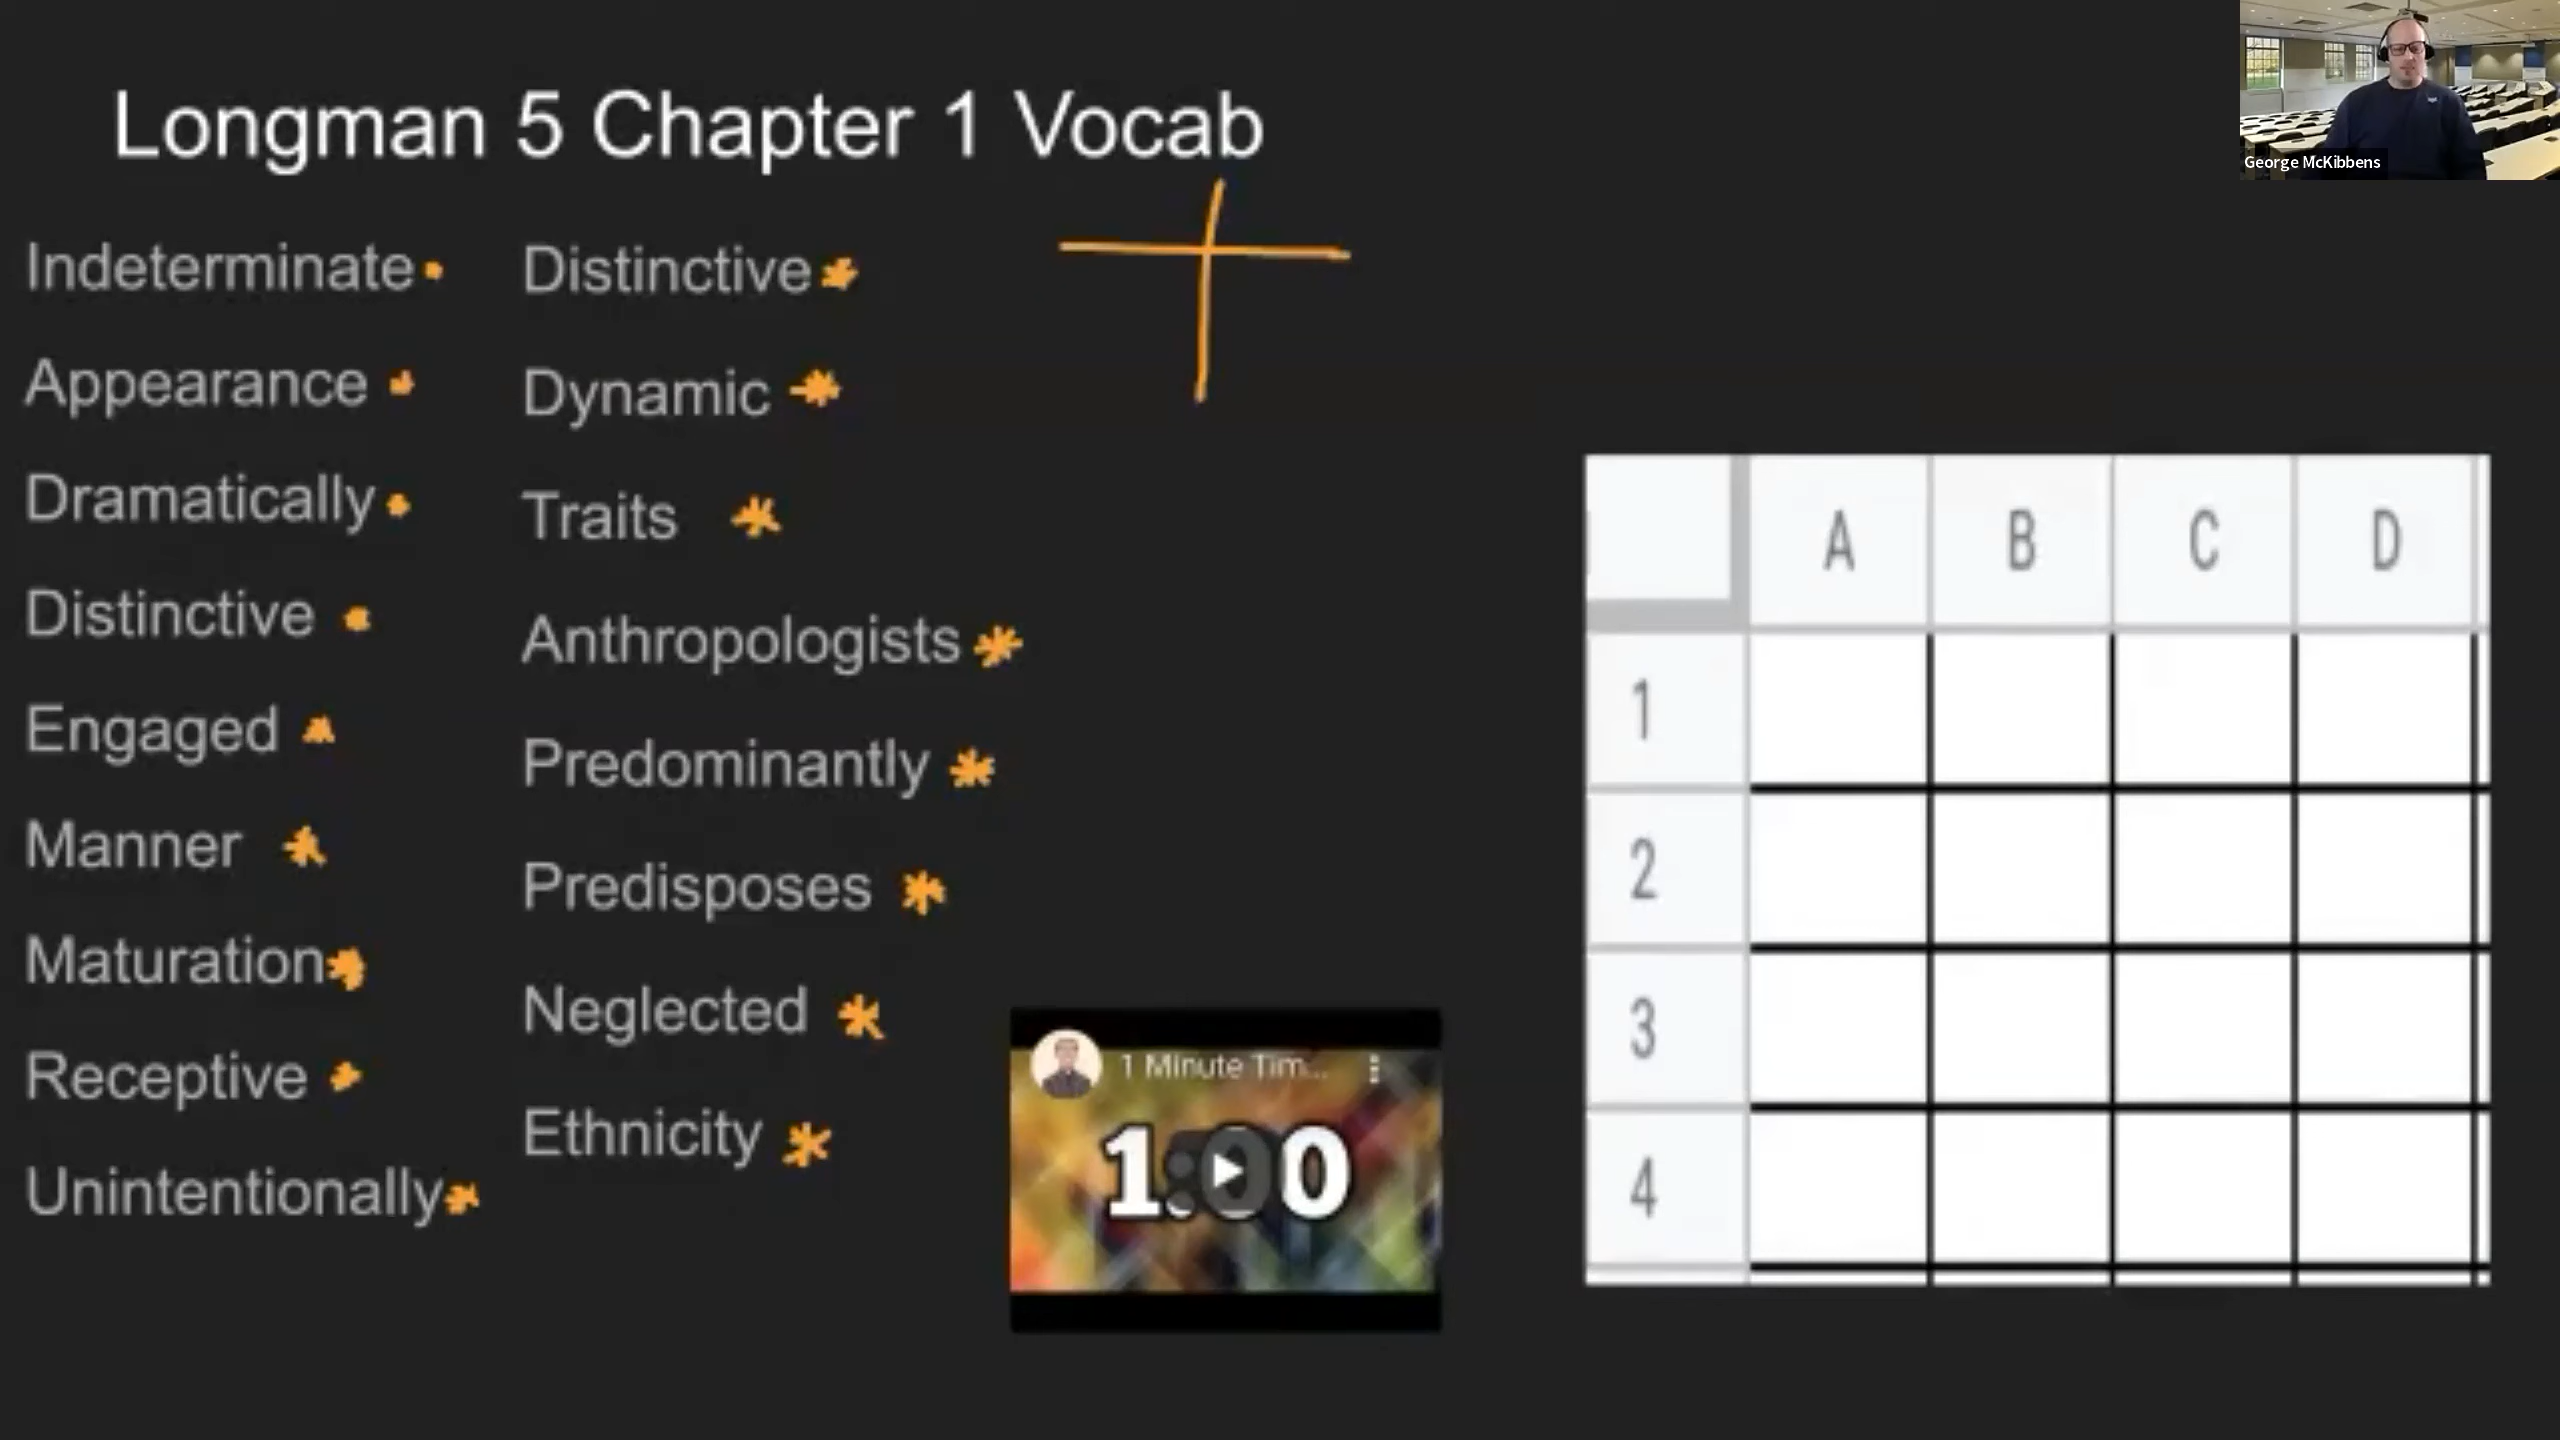 Longman 5 Chapter 1 Vocab
George McKibbens
Indeterminate
Appearance
Dramatically
Distinctive
Engaged
Manner
Maturation
Receptive
Unintentionally
Distinctive
Dynamic
Traits
Anthropologists
Predominantly
Predisposes
Neglected
Ethnicity
1 Minute Tim...
1:00
A B C D
1
2
3
4